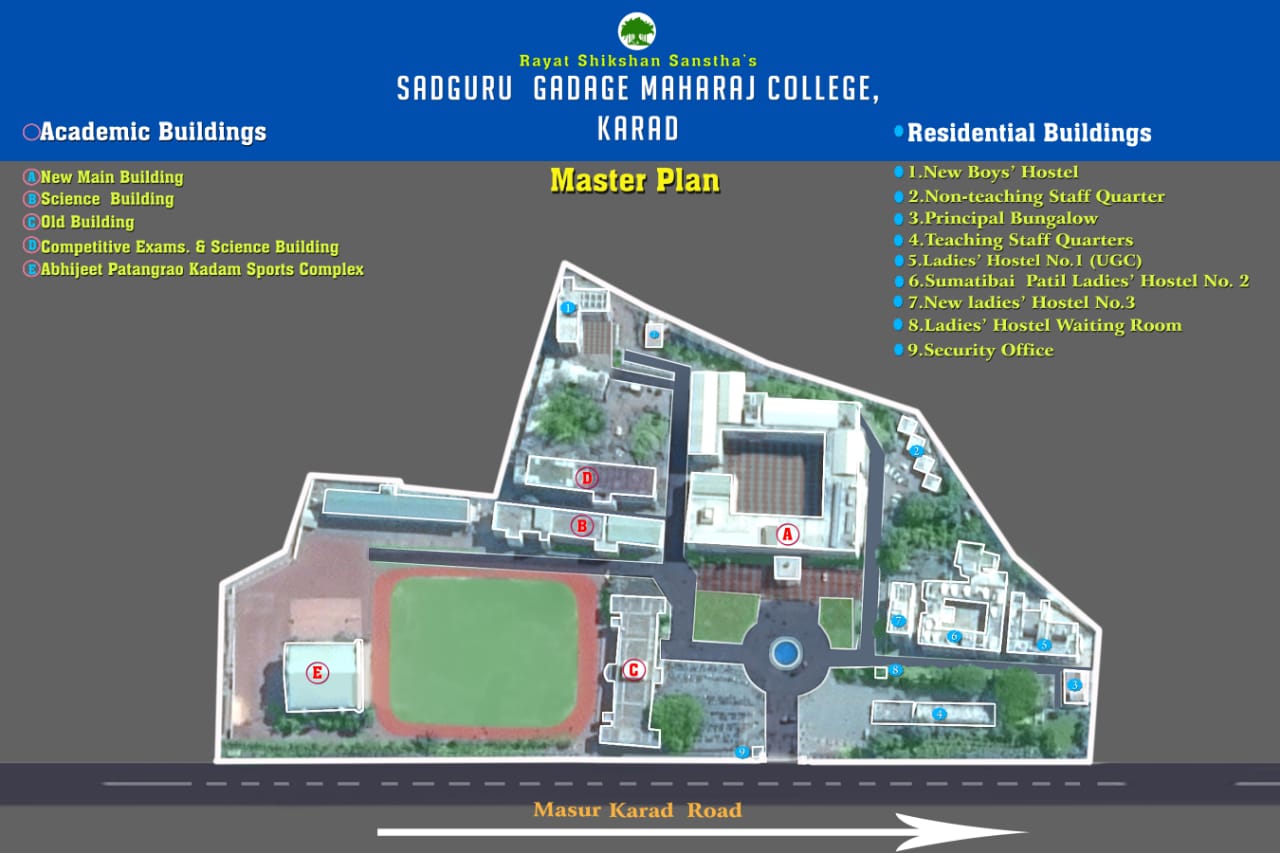 Rayat Shikshan Sanstha's
SADGURU GADAGE MAHARAJ COLLEGE,
KARAD
Master Plan
Academic Buildings
A New Main Building
B Science Building
C Old Building
D Competitive Exams. & Science Building
E Abhijeet Patangrao Kadam Sports Complex
Residential Buildings
1.New Boys' Hostel
2.Non-teaching Staff Quarter
3.Principal Bungalow
4.Teaching Staff Quarters
5.Ladies' Hostel No.1 (UGC)
6.Sumatibai Patil Ladies' Hostel No. 2
7.New ladies' Hostel No.3
8.Ladies' Hostel Waiting Room
9.Security Office
1
2
D
B
A
7
6
5
E
C
8
3
4
9
Masur Karad Road